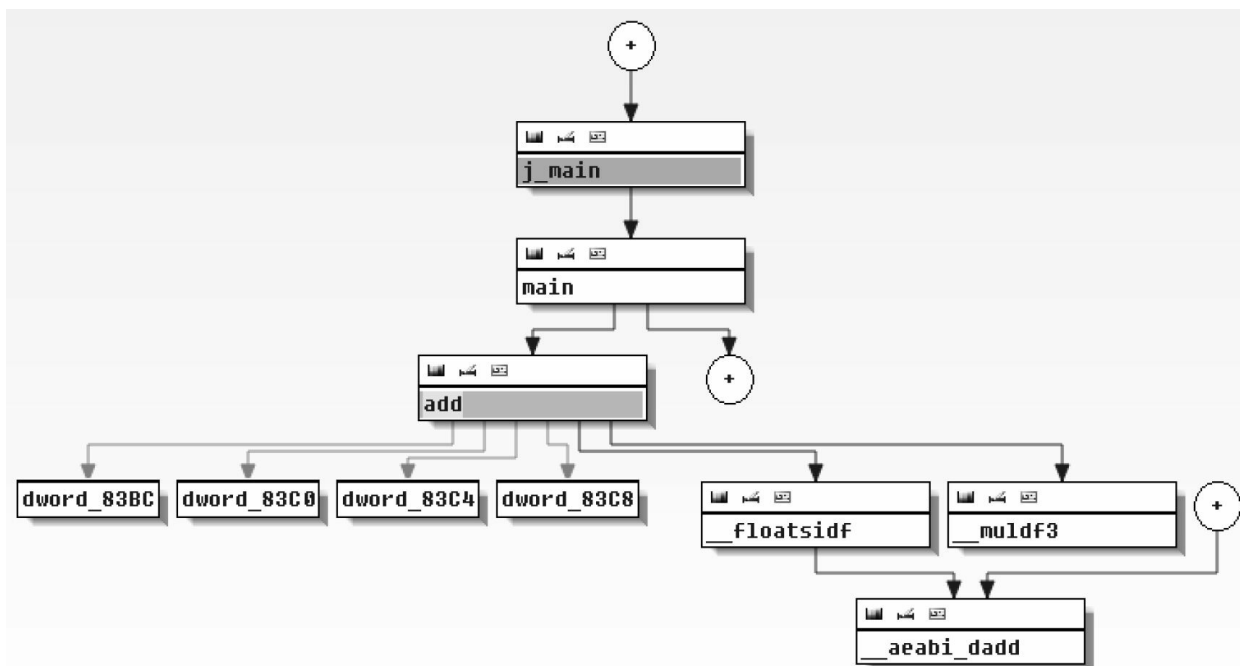 +
j_main
main
add
+
dword_83BC
dword_83C0
dword_83C4
dword_83C8
__floatsidf
__muldf3
+
__aeabi_dadd